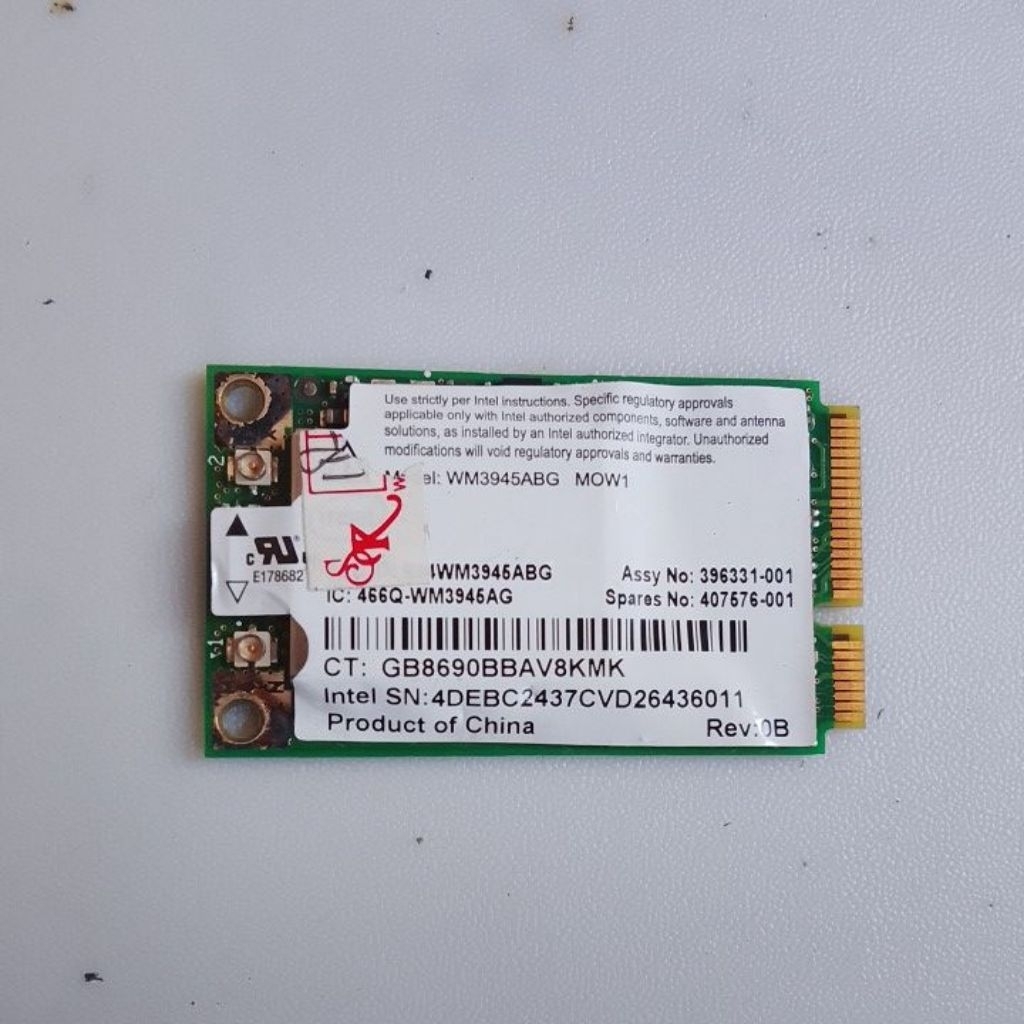 Use strictly per Intel instructions. Specific regulatory approvals
applicable only with Intel authorized components, software and antenna
solutions, as installed by an Intel authorized integrator. Unauthorized
modifications will void regulatory approvals and warranties.
WM3945ABG MOW1
2
E178682
4WM3945ABG
Assy No: 396331-001
IC: 466Q-WM3945AG
Spares No: 407576-001
1
CT: GB8690BBAV8KMK
Intel SN:4DEBC2437CVD26436011
Product of China
Rev:0B